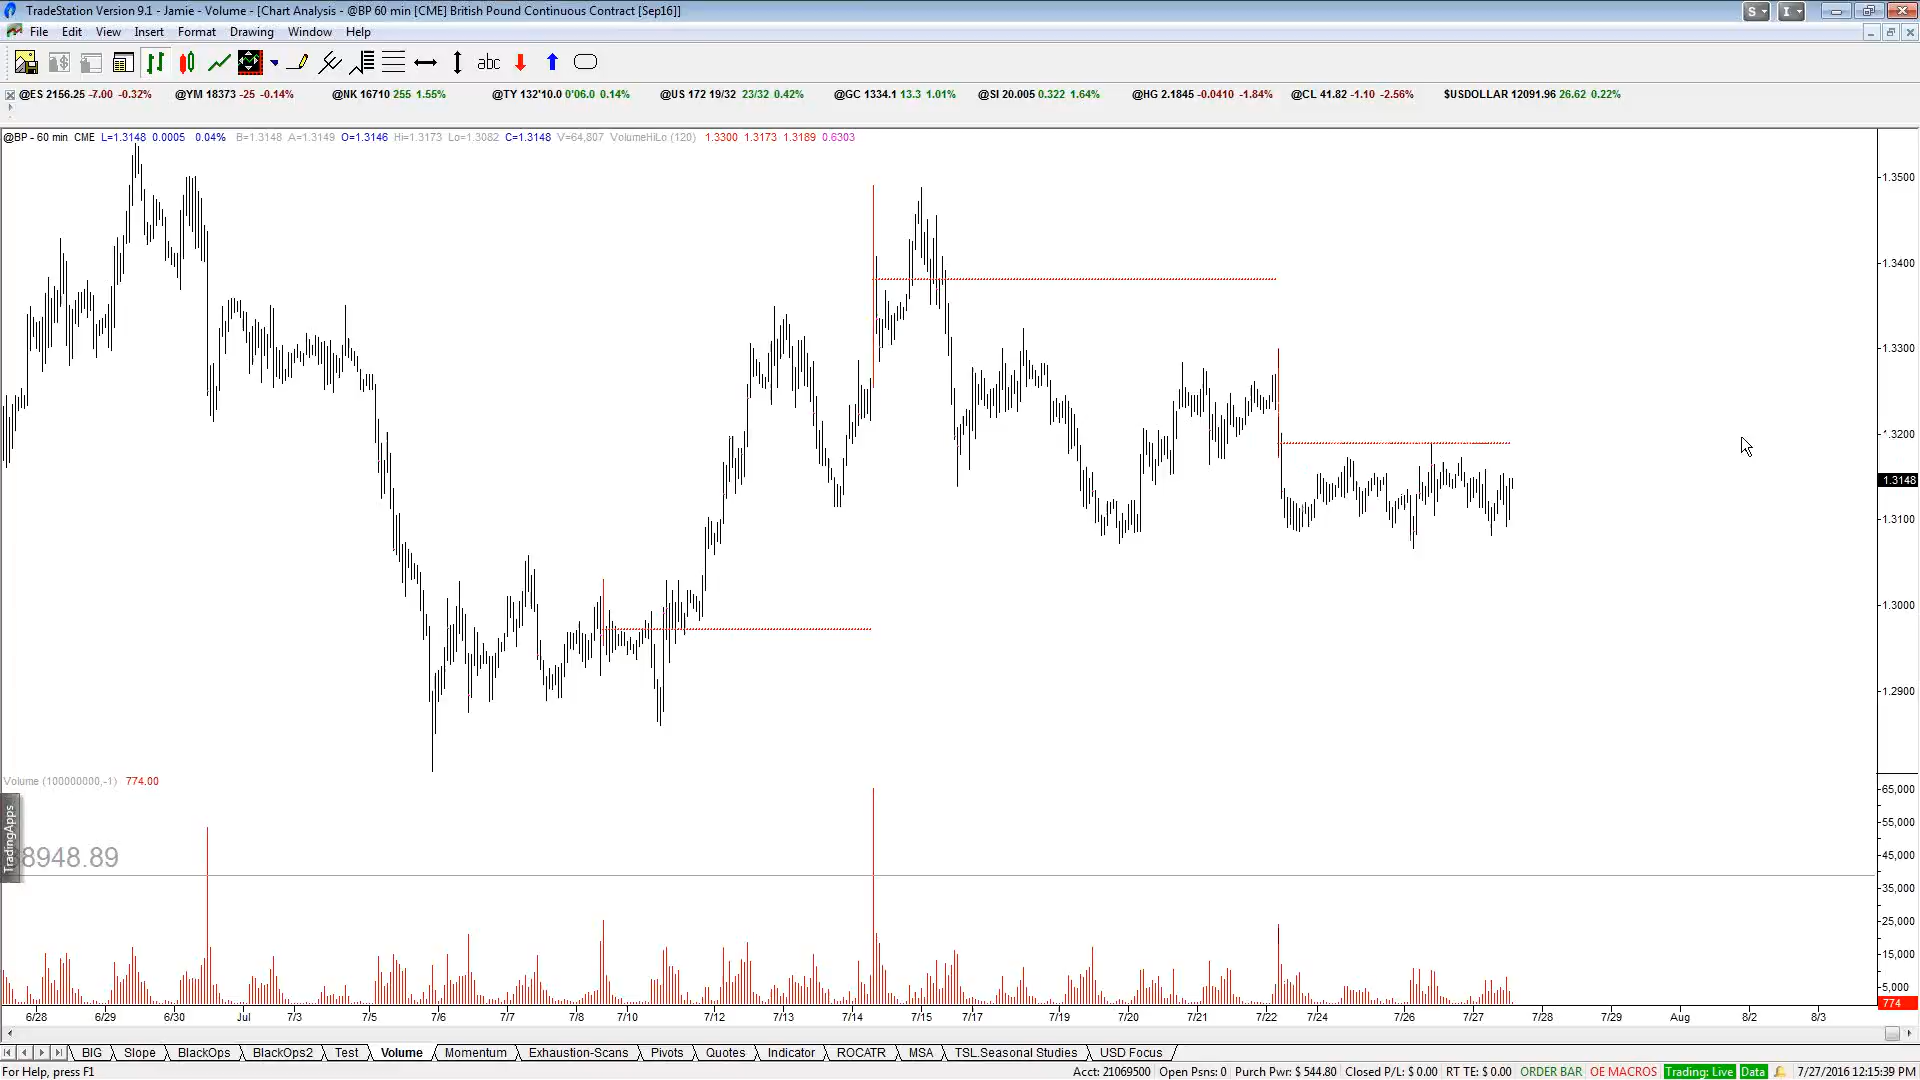 TradeStation Version 9.1 - Jamie - Volume - [Chart Analysis - @BP 60 min [CME] British Pound Continuous Contract [Sep16]]
S I
File Edit View Insert Format Drawing Window Help
abc
@ES 2156.25 -7.00 -0.32% @YM 18373 -25 -0.14% @NK 16710 255 1.55% @TY 132'10.0 0'06.0 0.14% @US 172 19/32 23/32 0.42% @GC 1334.1 13.3 1.01% @SI 20.005 0.322 1.64% @HG 2.1845 -0.0410 -1.84% @CL 41.82 -1.10 -2.56% $USDOLLAR 12091.96 26.62 0.22%
@BP - 60 min CME L=1.3148 0.0005 0.04% B=1.3148 A=1.3149 O=1.3146 Hi=1.3173 Lo=1.3082 C=1.3148 V=64,807 VolumeHiLo (120) 1.3300 1.3173 1.3189 0.6303
1.3500
1.3400
1.3300
1.3200
1.3148
1.3100
1.3000
1.2900
Volume (100000000,-1) 774.00
65,000
55,000
45,000
35,000
25,000
15,000
5,000
774
TradingApps
8948.89
6/28 6/29 6/30 Jul 7/3 7/5 7/6 7/7 7/10 7/12 7/13 7/14 7/15 7/17 7/19 7/20 7/21 7/22 7/24 7/26 7/27 7/28 7/29 Aug 8/2 8/3
BIG Slope BlackOps BlackOps2 Test Volume Momentum Exhaustion-Scans Pivots Quotes Indicator ROCATR MSA TSL.Seasonal Studies USD Focus
For Help, press F1 Acct: 21069500 Open Psns: 0 Purch Pwr: $ 544.80 Closed P/L: $ 0.00 RT TE: $ 0.00 ORDER BAR OE MACROS Trading: Live Data 7/27/2016 12:15:39 PM